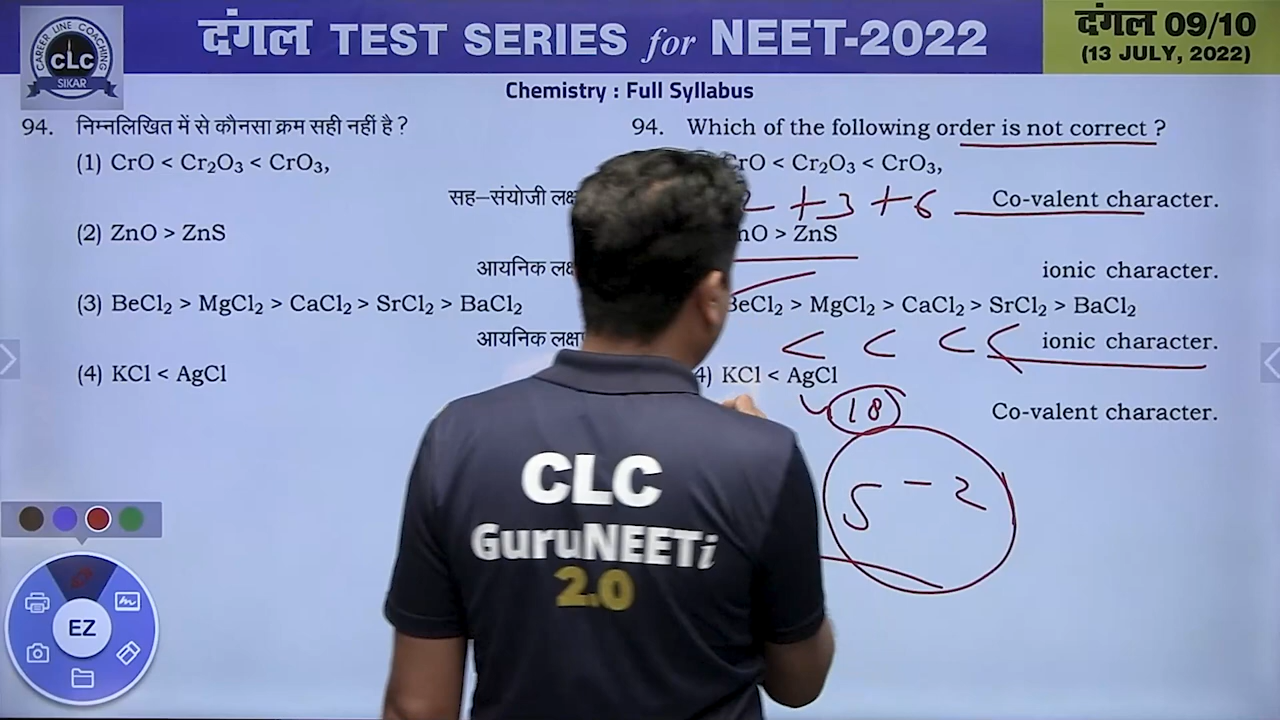 CAREER LINE COACHING
CLC
SIKAR
दंगल TEST SERIES for NEET-2022
दंगल 09/10
(13 JULY, 2022)
Chemistry : Full Syllabus
94. निम्नलिखित में से कौनसा क्रम सही नहीं है ?
(1) CrO < Cr₂O₃ < CrO₃,
सह–संयोजी
(2) ZnO > ZnS
आयनिक
(3) BeCl₂ > MgCl₂ > CaCl₂ > SrCl₂ > BaCl₂
आयनिक
(4) KCl < AgCl
94. Which of the following order is not correct ?
CrO < Cr₂O₃ < CrO₃,
+3 +6 Co-valent character.
nO > ZnS
ionic character.
BeCl₂ > MgCl₂ > CaCl₂ > SrCl₂ > BaCl₂
< < < < ionic character.
4) KCl < AgCl
18
Co-valent character.
S⁻²
CLC
GuruNEETi
2.0
EZ